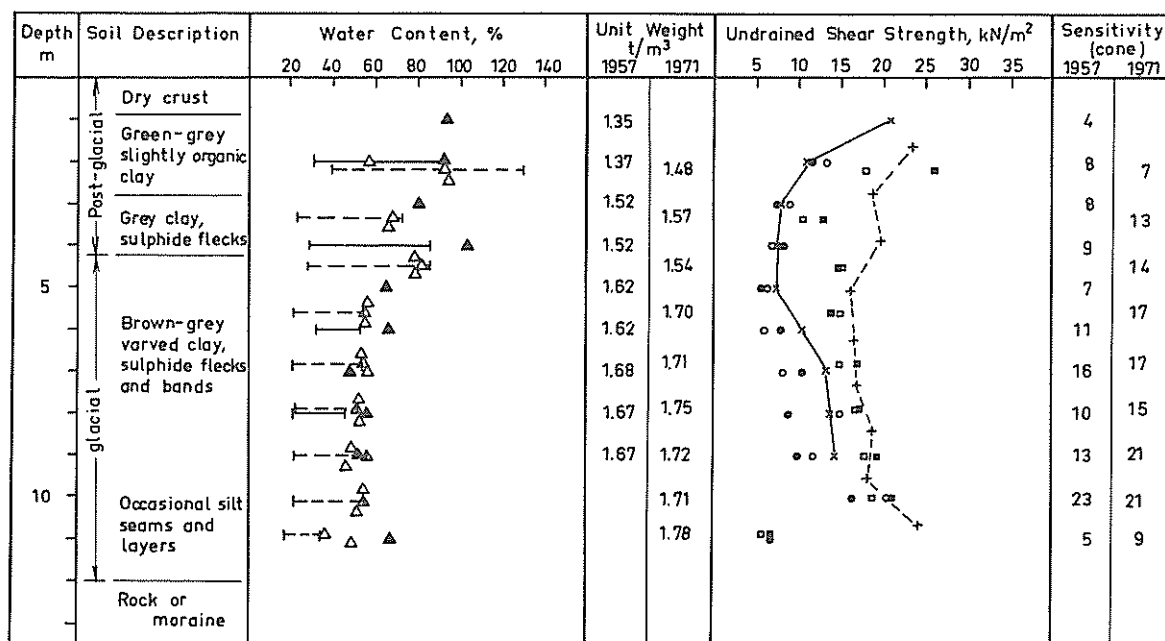 Depth m
Soil Description
Water Content, %
20 40 60 80 100 120 140
Unit Weight t/m³
1957 1971
Undrained Shear Strength, kN/m²
5 10 15 20 25 30 35
Sensitivity (cone)
1957 1971
Post-glacial
glacial
Dry crust
Green-grey
slightly organic
clay
Grey clay,
sulphide flecks
Brown-grey
varved clay,
sulphide flecks
and bands
Occasional silt
seams and
layers
Rock or
moraine
5
10
1.35
1.37
1.52
1.52
1.62
1.62
1.68
1.67
1.67
1.48
1.57
1.54
1.70
1.71
1.75
1.72
1.71
1.78
4
8
8
9
7
11
16
10
13
23
5
7
13
14
17
17
15
21
21
9